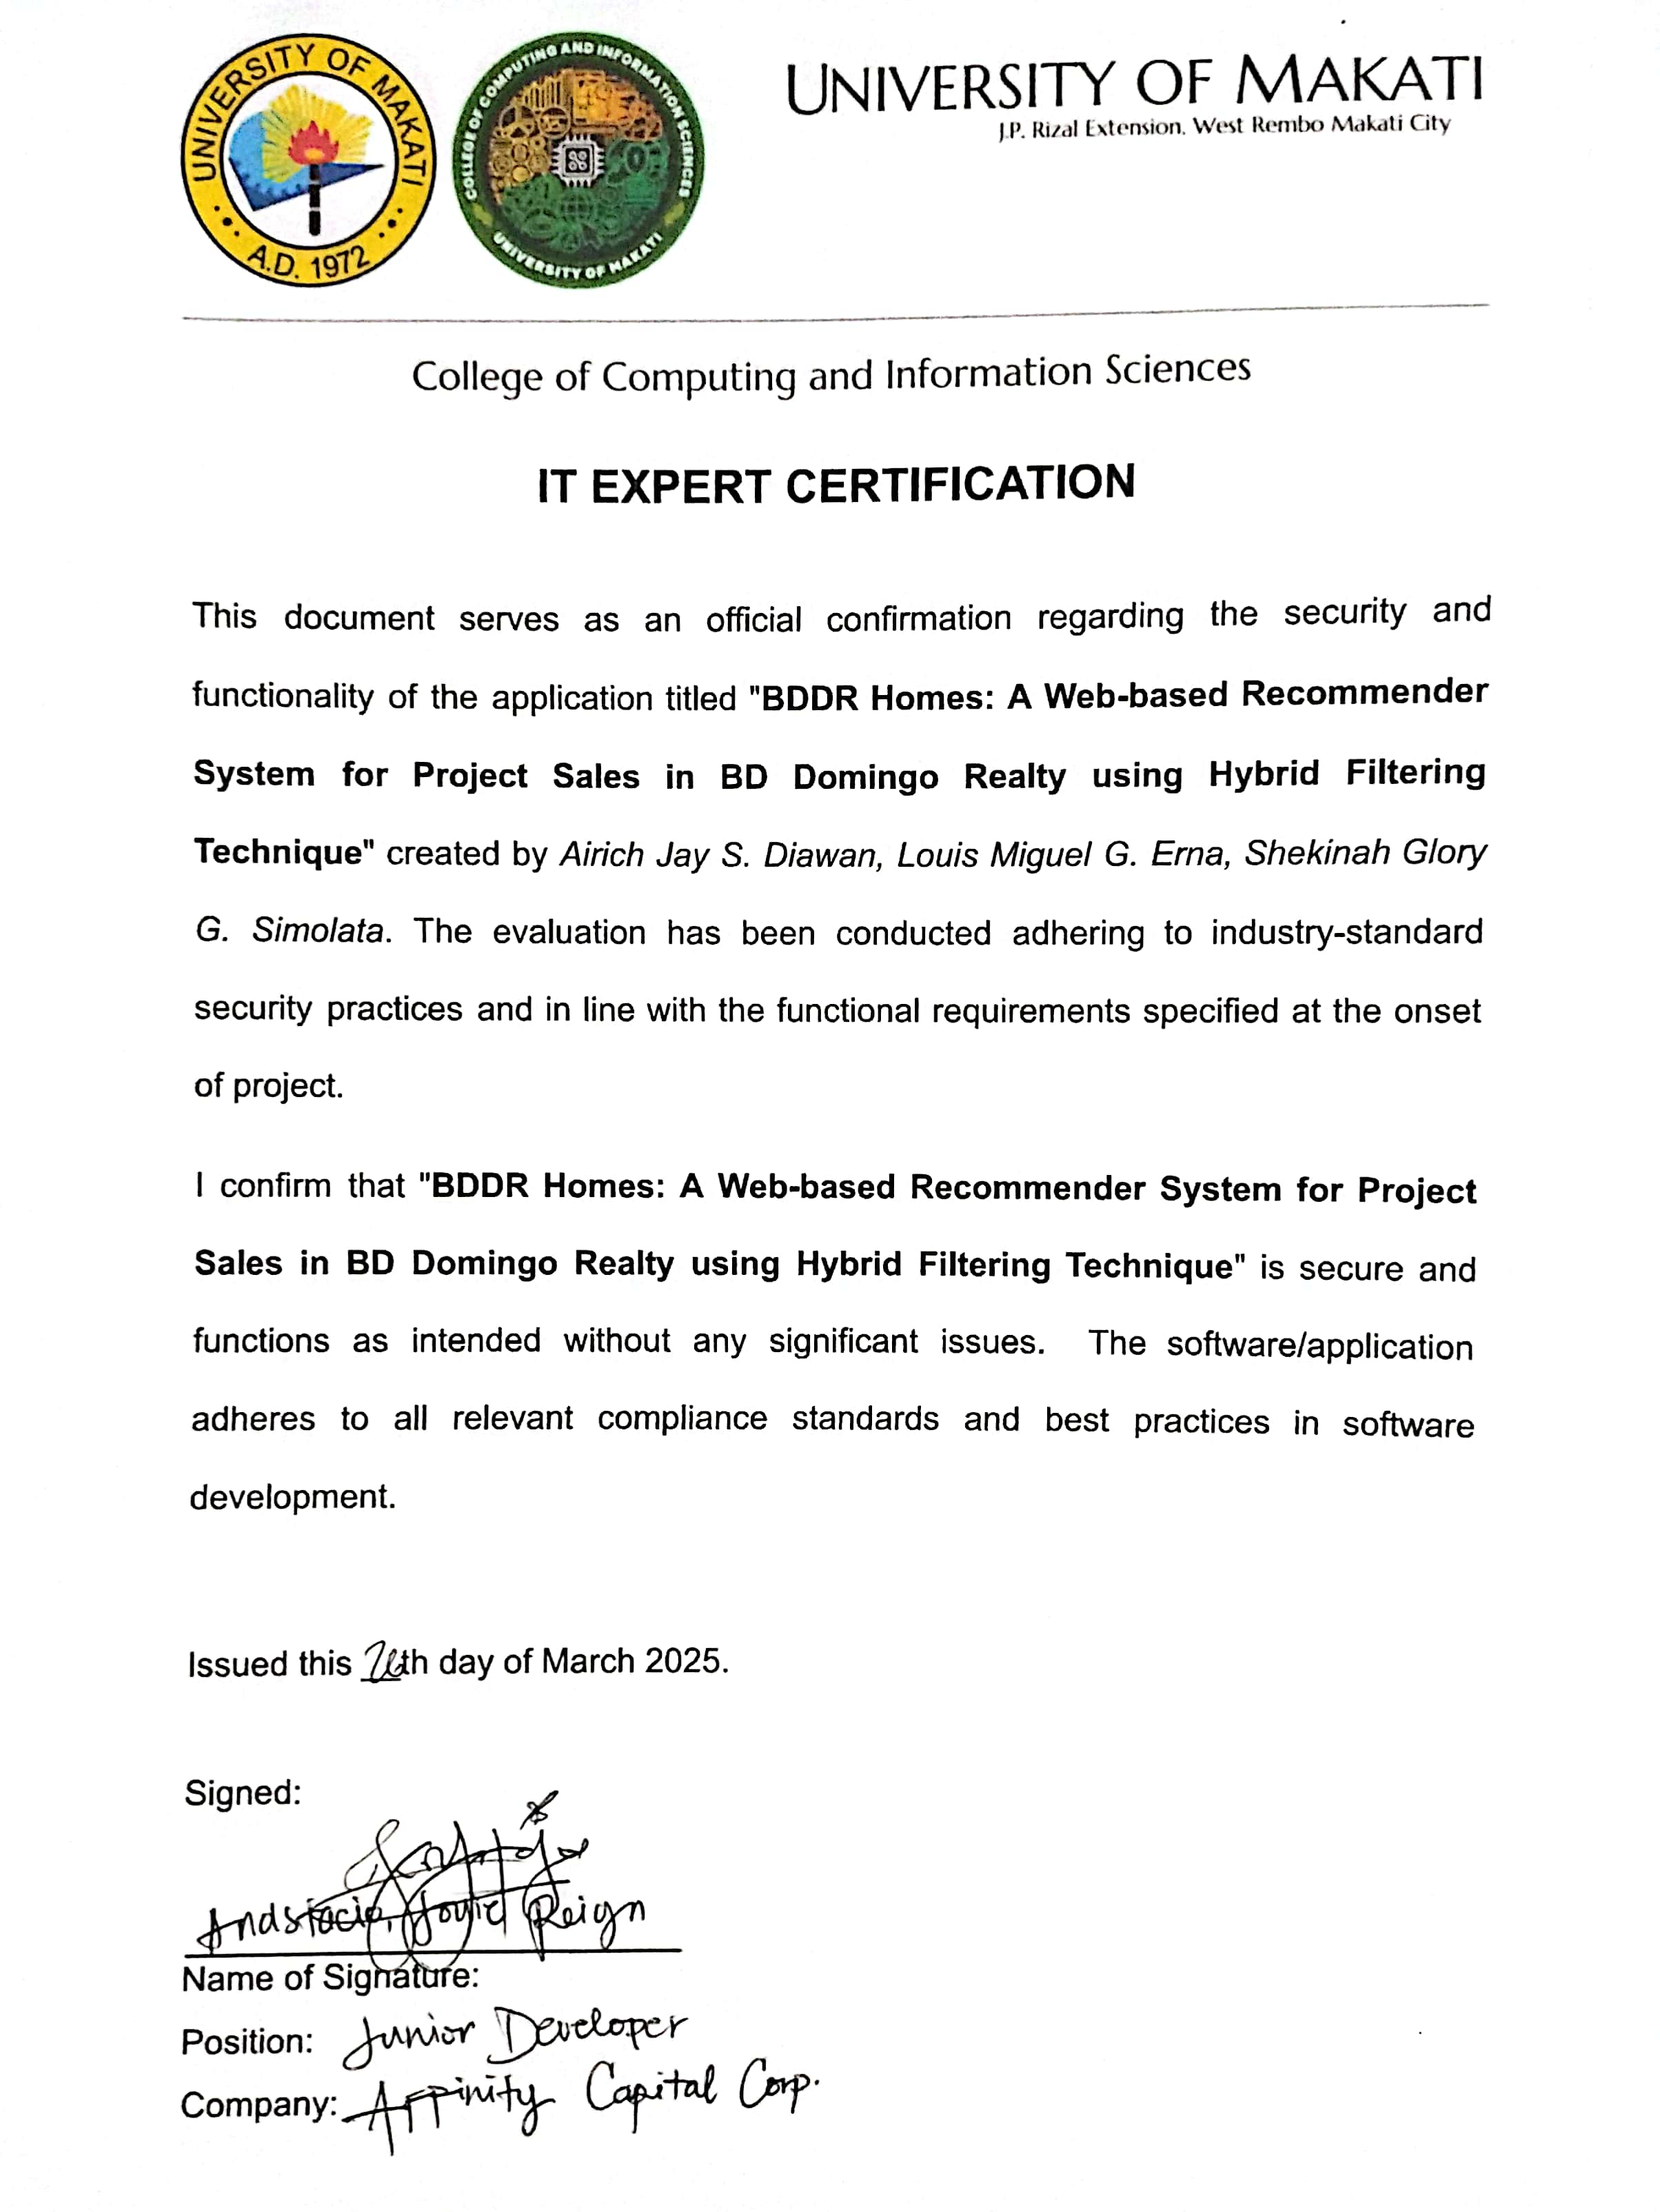 UNIVERSITY OF MAKATI
A.D. 1972
COLLEGE OF COMPUTING AND INFORMATION SCIENCES
UNIVERSITY OF MAKATI
UNIVERSITY OF MAKATI
J.P. Rizal Extension, West Rembo Makati City
College of Computing and Information Sciences
IT EXPERT CERTIFICATION
This document serves as an official confirmation regarding the security and
functionality of the application titled "BDDR Homes: A Web-based Recommender
System for Project Sales in BD Domingo Realty using Hybrid Filtering
Technique" created by Airich Jay S. Diawan, Louis Miguel G. Erna, Shekinah Glory
G. Simolata. The evaluation has been conducted adhering to industry-standard
security practices and in line with the functional requirements specified at the onset
of project.
I confirm that "BDDR Homes: A Web-based Recommender System for Project
Sales in BD Domingo Realty using Hybrid Filtering Technique" is secure and
functions as intended without any significant issues. The software/application
adheres to all relevant compliance standards and best practices in software
development.
Issued this 26th day of March 2025.
Signed:
Reign
Name of Signature:
Position: Junior Developer
Company: Affinity Capital Corp.